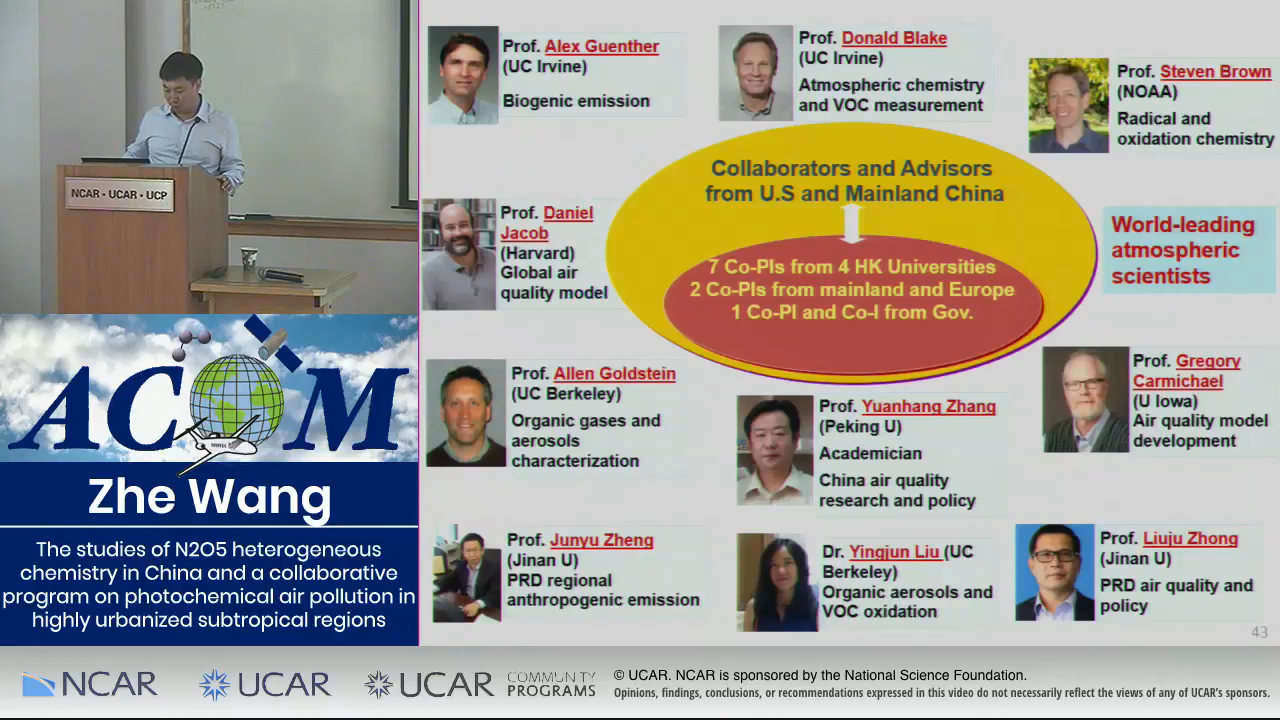 NCAR • UCAR • UCP
ACOM
Zhe Wang
The studies of N2O5 heterogeneous
chemistry in China and a collaborative
program on photochemical air pollution in
highly urbanized subtropical regions
Prof. Alex Guenther
(UC Irvine)
Biogenic emission
Prof. Donald Blake
(UC Irvine)
Atmospheric chemistry
and VOC measurement
Prof. Steven Brown
(NOAA)
Radical and
oxidation chemistry
Collaborators and Advisors
from U.S and Mainland China
7 Co-PIs from 4 HK Universities
2 Co-PIs from mainland and Europe
1 Co-PI and Co-I from Gov.
Prof. Daniel
Jacob
(Harvard)
Global air
quality model
World-leading
atmospheric
scientists
Prof. Allen Goldstein
(UC Berkeley)
Organic gases and
aerosols
characterization
Prof. Yuanhang Zhang
(Peking U)
Academician
China air quality
research and policy
Prof. Gregory
Carmichael
(U Iowa)
Air quality model
development
Prof. Junyu Zheng
(Jinan U)
PRD regional
anthropogenic emission
Dr. Yingjun Liu (UC
Berkeley)
Organic aerosols and
VOC oxidation
Prof. Liuju Zhong
(Jinan U)
PRD air quality and
policy
43
NCAR
UCAR
UCAR
COMMUNITY
PROGRAMS
© UCAR. NCAR is sponsored by the National Science Foundation.
Opinions, findings, conclusions, or recommendations expressed in this video do not necessarily reflect the views of any of UCAR's sponsors.